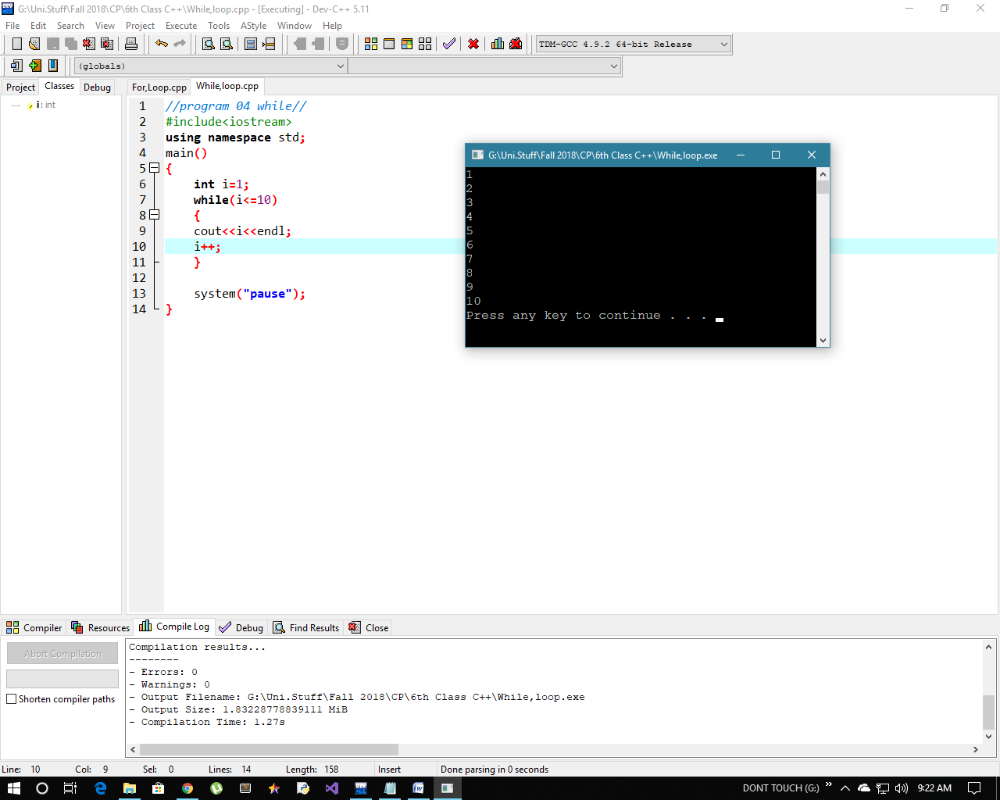 G:\Uni.Stuff\Fall 2018\CP\6th Class C++\While,loop.cpp - [Executing] - Dev-C++ 5.11
File Edit Search View Project Execute Tools AStyle Window Help
TDM-GCC 4.9.2 64-bit Release
(globals)
Project Classes Debug
For,Loop.cpp While,loop.cpp
i : int
1 //program 04 while//
2 #include<iostream>
3 using namespace std;
4 main()
5 {
6 int i=1;
7 while(i<=10)
8 {
9 cout<<i<<endl;
10 i++;
11 }
12
13 system("pause");
14 }
G:\Uni.Stuff\Fall 2018\CP\6th Class C++\While,loop.exe
1
2
3
4
5
6
7
8
9
10
Press any key to continue . . .
Compiler Resources Compile Log Debug Find Results Close
Abort Compilation
Shorten compiler paths
Compilation results...
--------
- Errors: 0
- Warnings: 0
- Output Filename: G:\Uni.Stuff\Fall 2018\CP\6th Class C++\While,loop.exe
- Output Size: 1.83228778839111 MiB
- Compilation Time: 1.27s
Line: 10 Col: 9 Sel: 0 Lines: 14 Length: 158 Insert Done parsing in 0 seconds
DONT TOUCH (G:) 9:22 AM